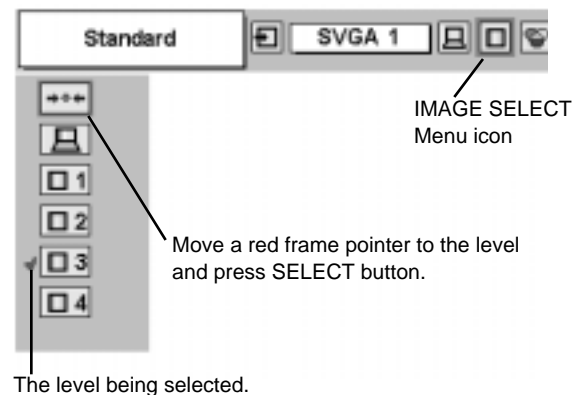 Standard
SVGA 1
IMAGE SELECT
Menu icon
1
2
Move a red frame pointer to the level
and press SELECT button.
3
4
The level being selected.